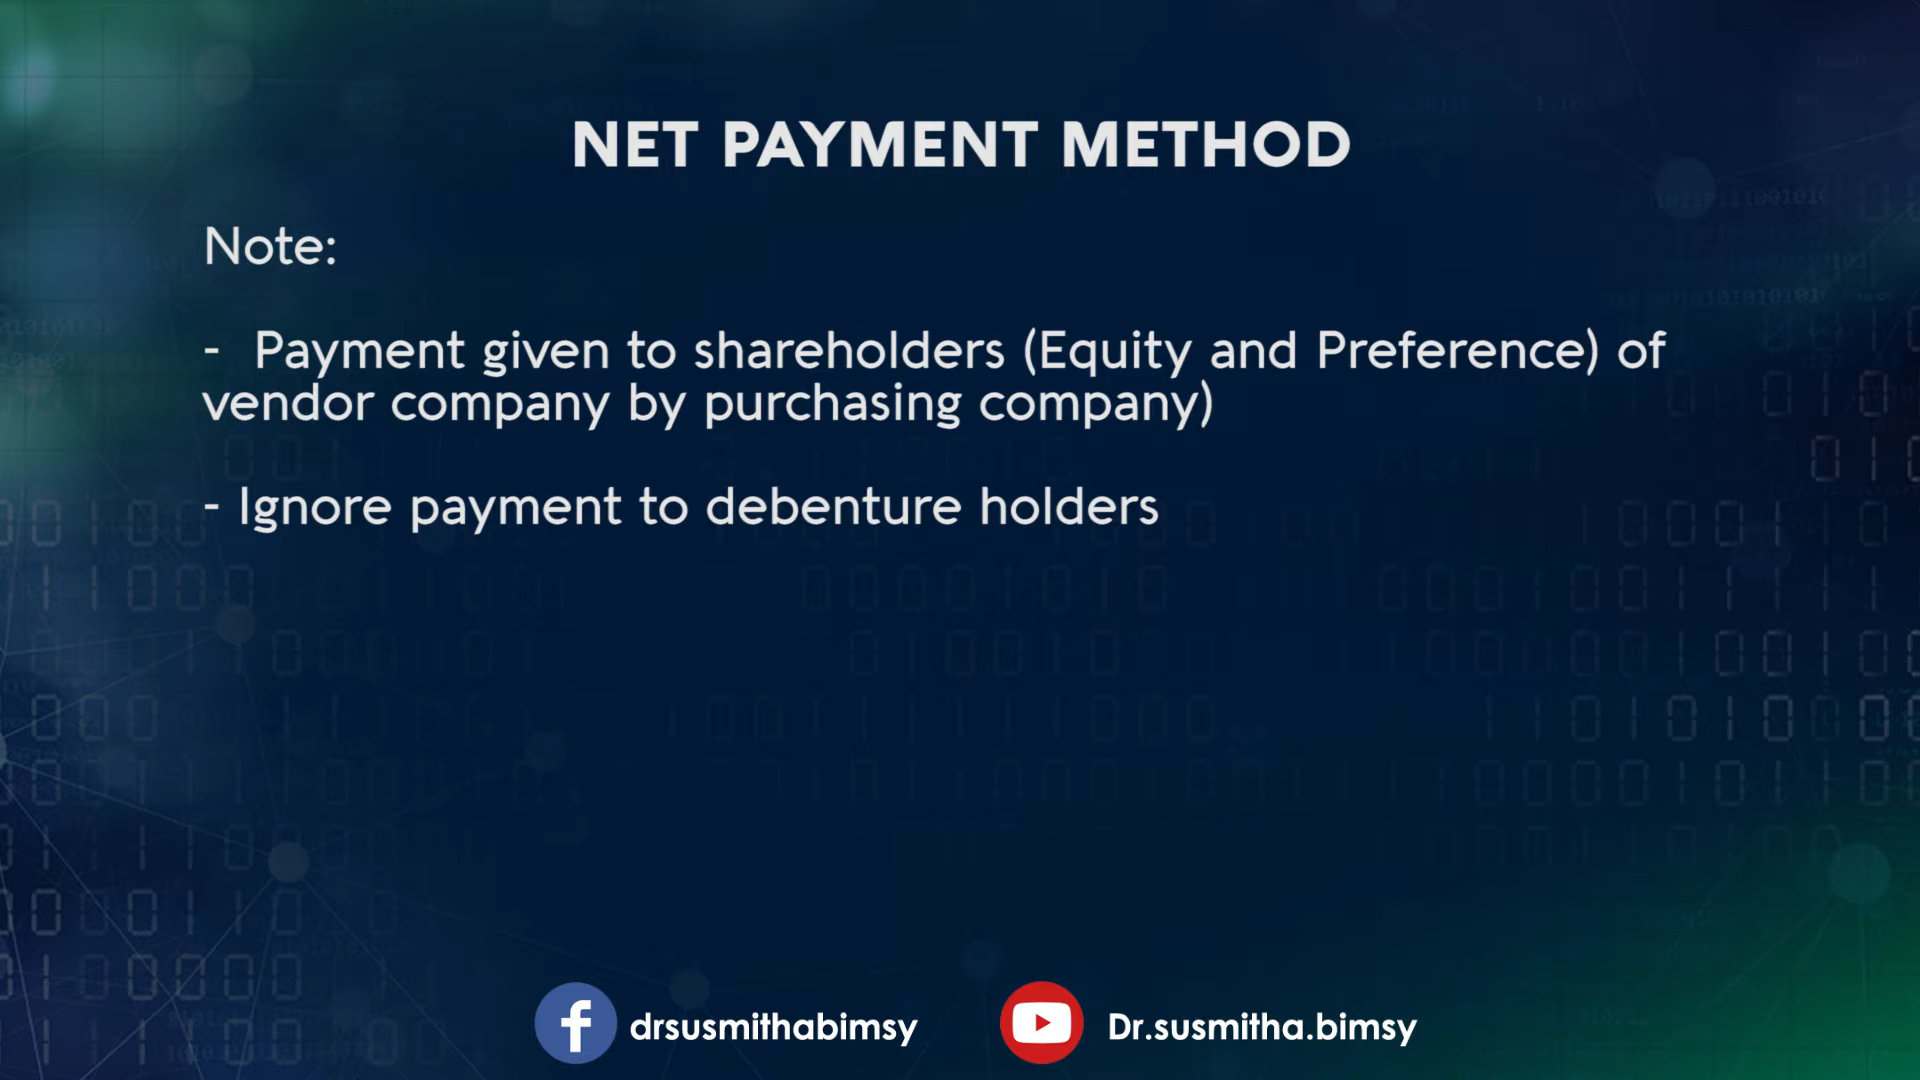 NET PAYMENT METHOD
Note:
- Payment given to shareholders (Equity and Preference) of
vendor company by purchasing company)
- Ignore payment to debenture holders
drsusmithabimsy
Dr.susmitha.bimsy